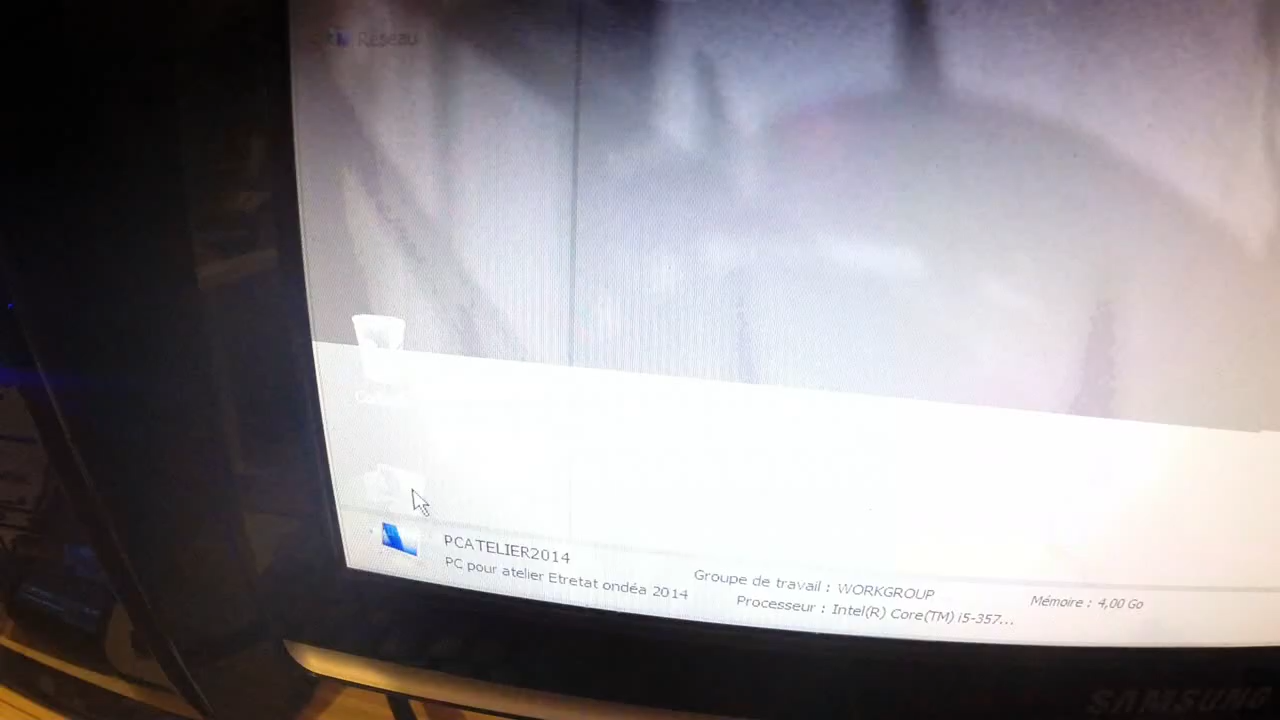 Réseau
PCATELIER2014
PC pour atelier Etretat ondéa 2014
Groupe de travail : WORKGROUP
Processeur : Intel(R) Core(TM) i5-357...
Mémoire : 4,00 Go
SAMSUNG